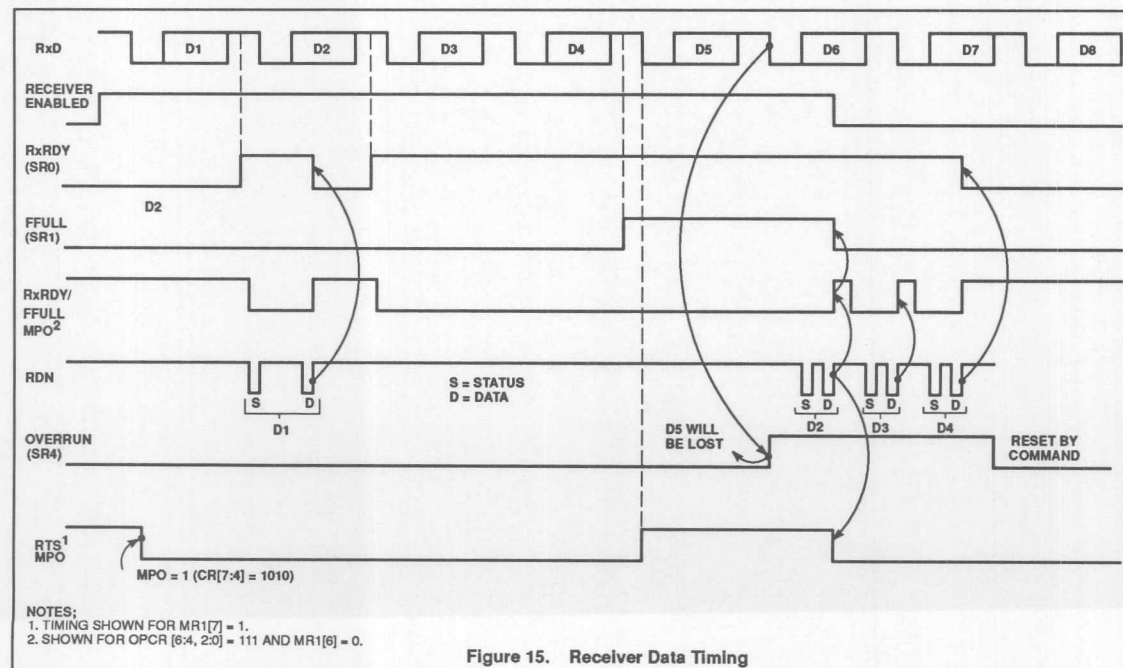 RxD
D1 D2 D3 D4 D5 D6 D7 D8
RECEIVER
ENABLED
RxRDY
(SR0)
D2
FFULL
(SR1)
RxRDY/
FFULL
MPO2
RDN
S D
D1
S = STATUS
D = DATA
S D S D S D
D2 D3 D4
D5 WILL
BE LOST
OVERRUN
(SR4)
RESET BY
COMMAND
RTS1
MPO
MPO = 1 (CR[7:4] = 1010)
NOTES;
1. TIMING SHOWN FOR MR1[7] = 1.
2. SHOWN FOR OPCR [6:4, 2:0] = 111 AND MR1[6] = 0.
Figure 15. Receiver Data Timing